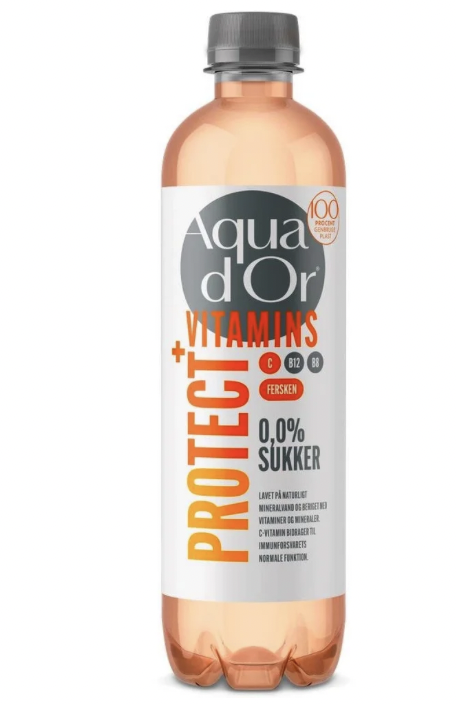 Aqua
d'Or®
100
PROCENT
GENBRUGT
PLAST
VITAMINS
+
PROTECT
C B12 B8
FERSKEN
0,0%
SUKKER
LAVET PÅ NATURLIGT
MINERALVAND OG BERIGET MED
VITAMINER OG MINERALER.
C-VITAMIN BIDRAGER TIL
IMMUNFORSVARETS
NORMALE FUNKTION.